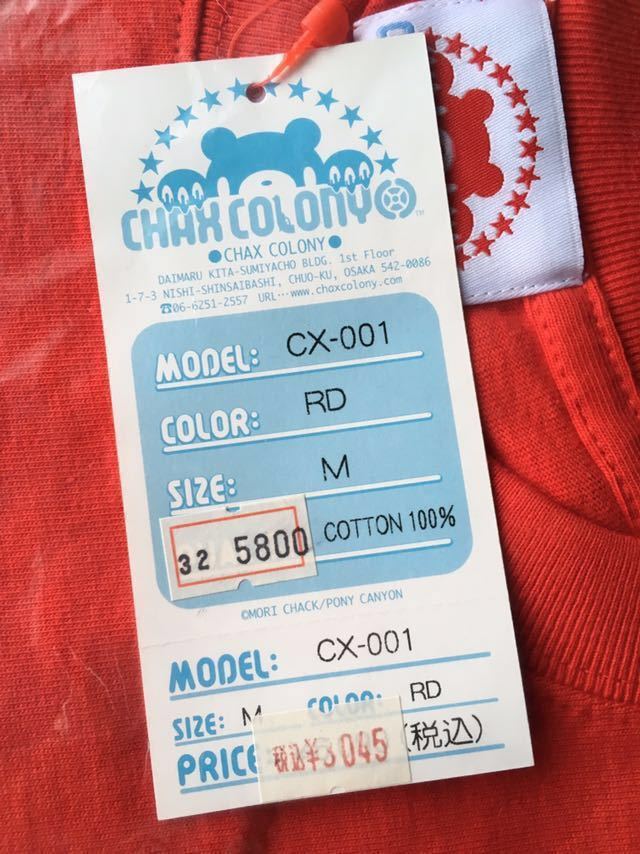 CHAX COLONY ™
●CHAX COLONY●
DAIMARU KITA-SUMIYACHO BLDG. 1st Floor
1-7-3 NISHI-SHINSAIBASHI, CHUO-KU, OSAKA 542-0086
☎06-6251-2557 URL…www.chaxcolony.com
MODEL: CX-001
COLOR: RD
SIZE: M
32 5800 COTTON 100%
©MORI CHACK/PONY CANYON
MODEL: CX-001
SIZE: M COLOR: RD
PRICE 税込¥3045 (税込)